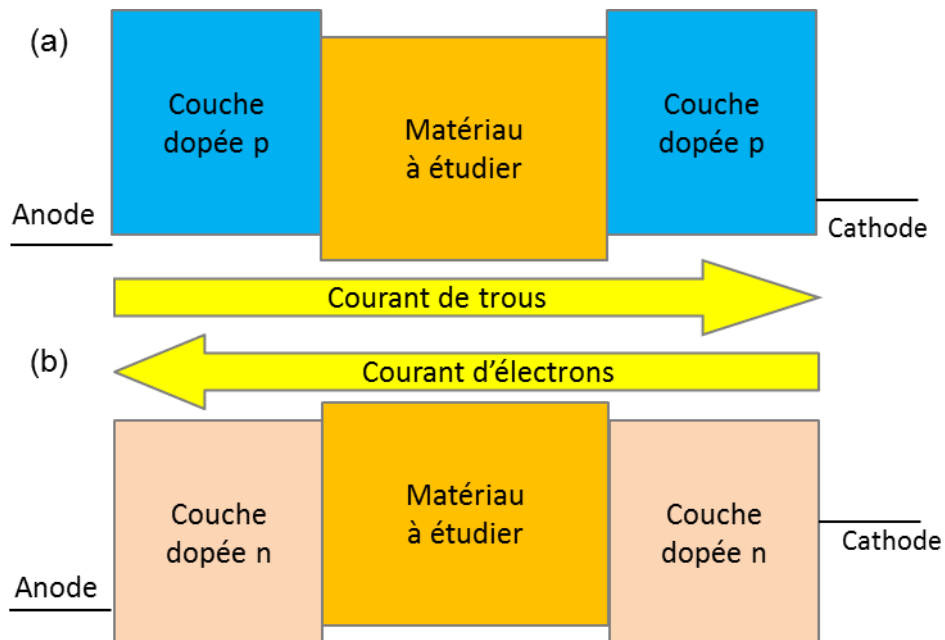 (a)
Couche
dopée p
Matériau
à étudier
Couche
dopée p
Anode
Cathode
Courant de trous
(b)
Courant d'électrons
Couche
dopée n
Matériau
à étudier
Couche
dopée n
Anode
Cathode